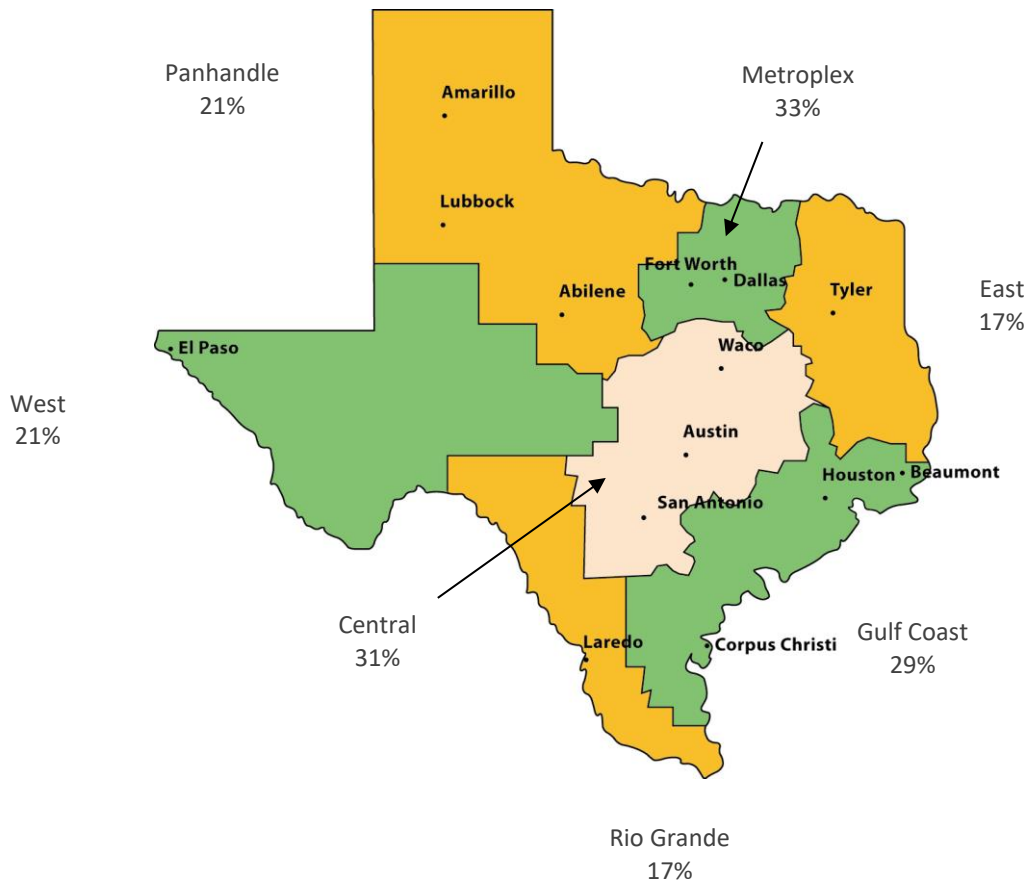 Panhandle
21%
Metroplex
33%
Amarillo
Lubbock
Fort Worth
Dallas
Abilene
Tyler
East
17%
El Paso
Waco
West
21%
Austin
Houston
Beaumont
San Antonio
Central
31%
Laredo
Corpus Christi
Gulf Coast
29%
Rio Grande
17%